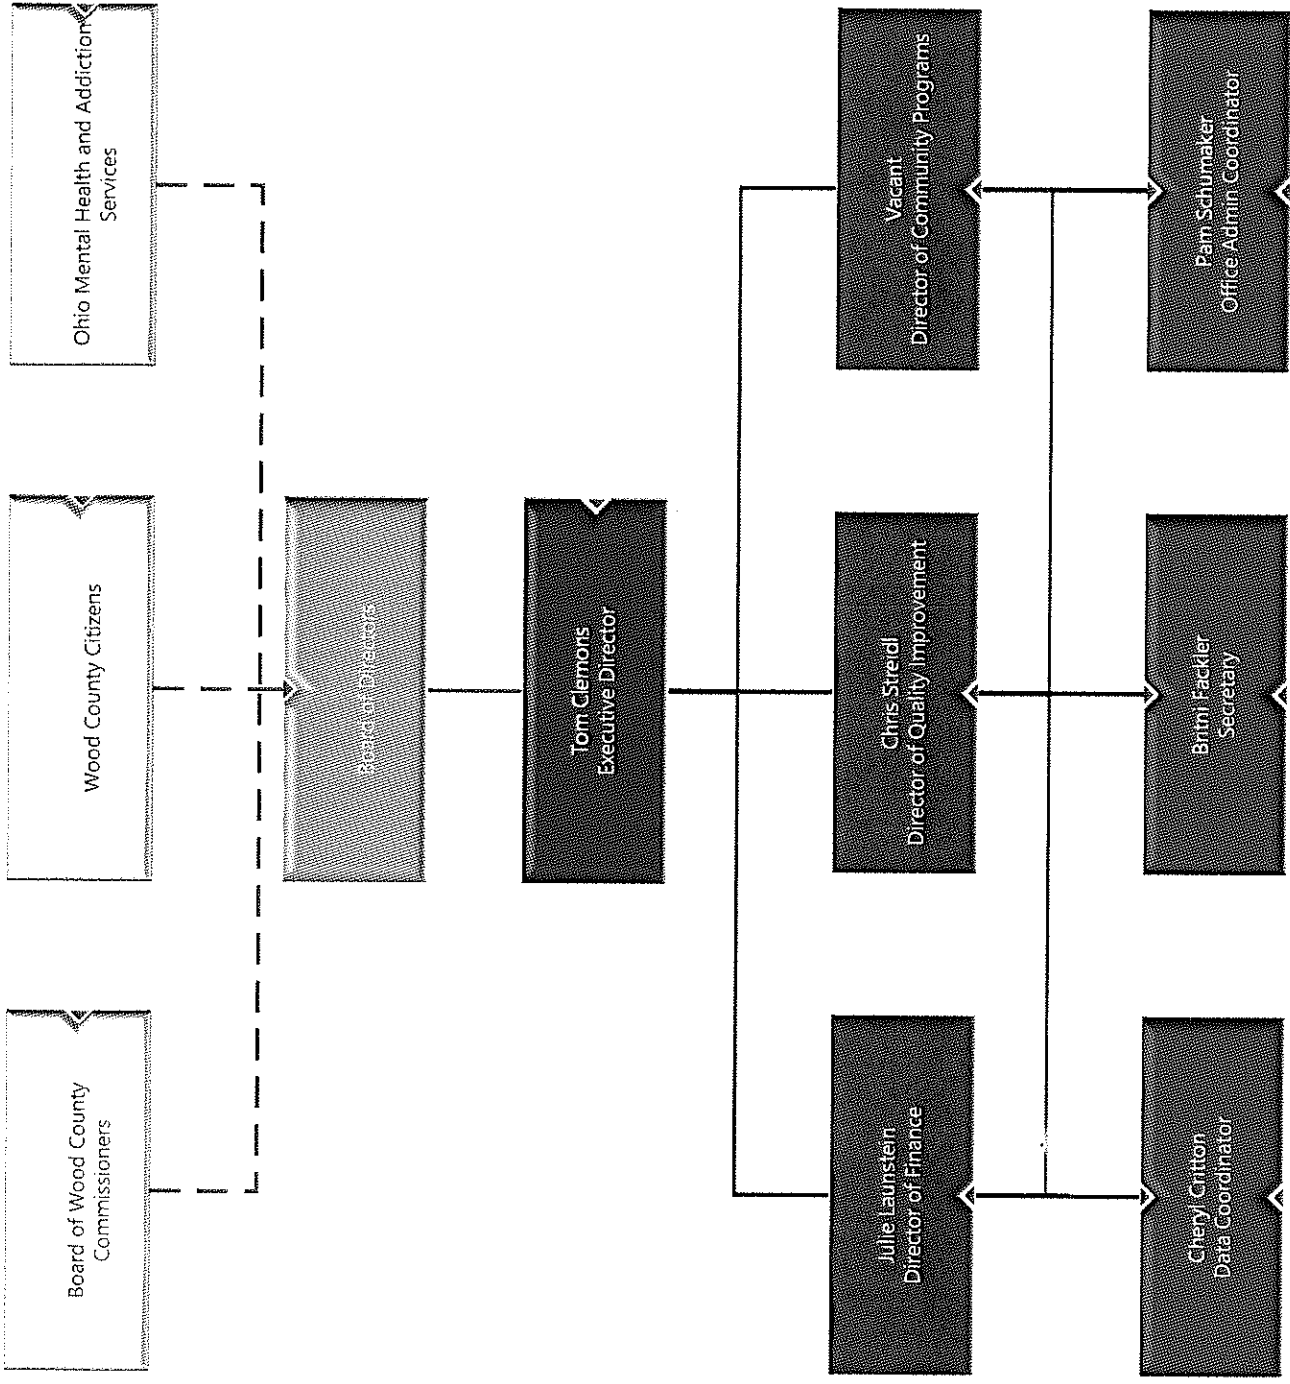 Board of Wood County
Commissioners
Wood County Citizens
Ohio Mental Health and Addiction
Services
Board of Directors
Tom Clemons
Executive Director
Julie Launstein
Director of Finance
Chris Streidl
Director of Quality Improvement
Vacant
Director of Community Programs
Cheryl Critton
Data Coordinator
Britni Fackler
Secretary
Pam Schumaker
Office Admin Coordinator